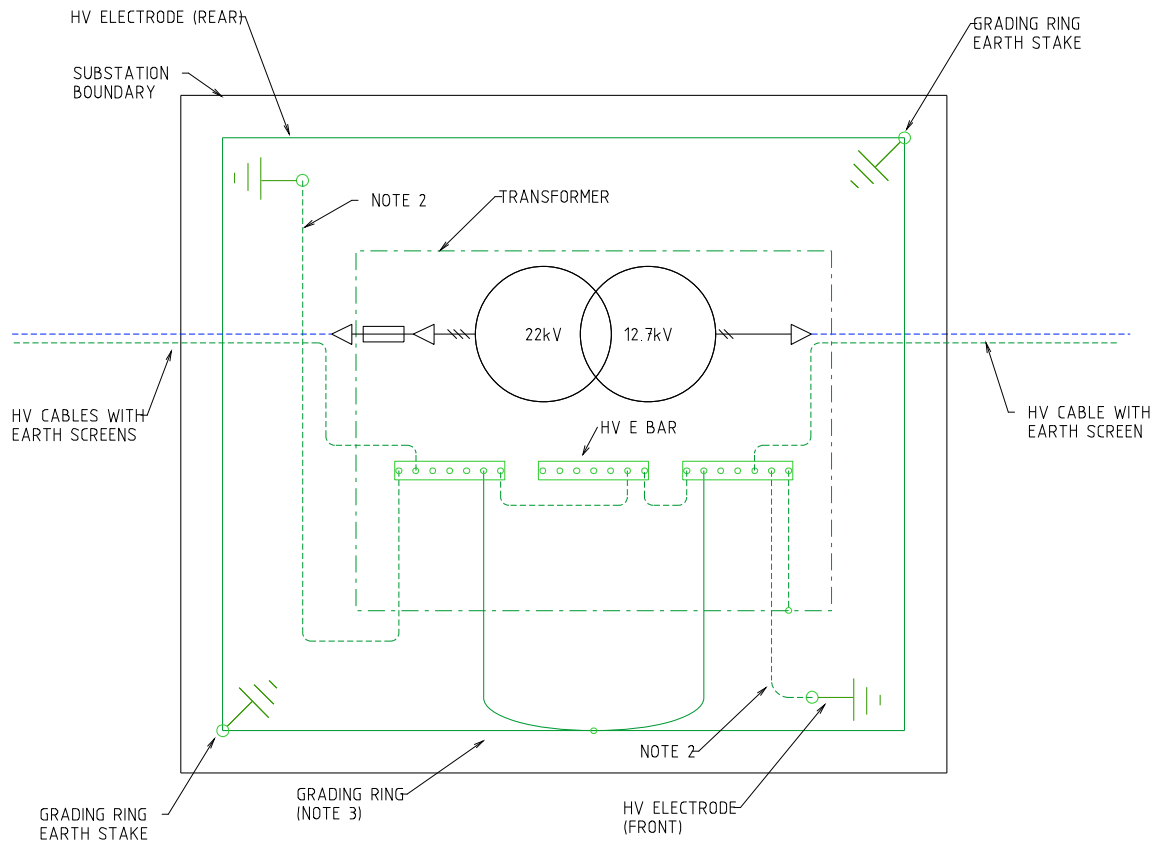 HV ELECTRODE (REAR)
GRADING RING
EARTH STAKE
SUBSTATION
BOUNDARY
NOTE 2
TRANSFORMER
22kV
12.7kV
HV CABLES WITH
EARTH SCREENS
HV E BAR
HV CABLE WITH
EARTH SCREEN
NOTE 2
GRADING RING
(NOTE 3)
HV ELECTRODE
(FRONT)
GRADING RING
EARTH STAKE